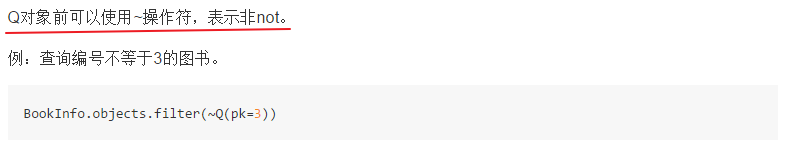 Q对象前可以使用~操作符，表示非not。
例：查询编号不等于3的图书。
BookInfo.objects.filter(~Q(pk=3))